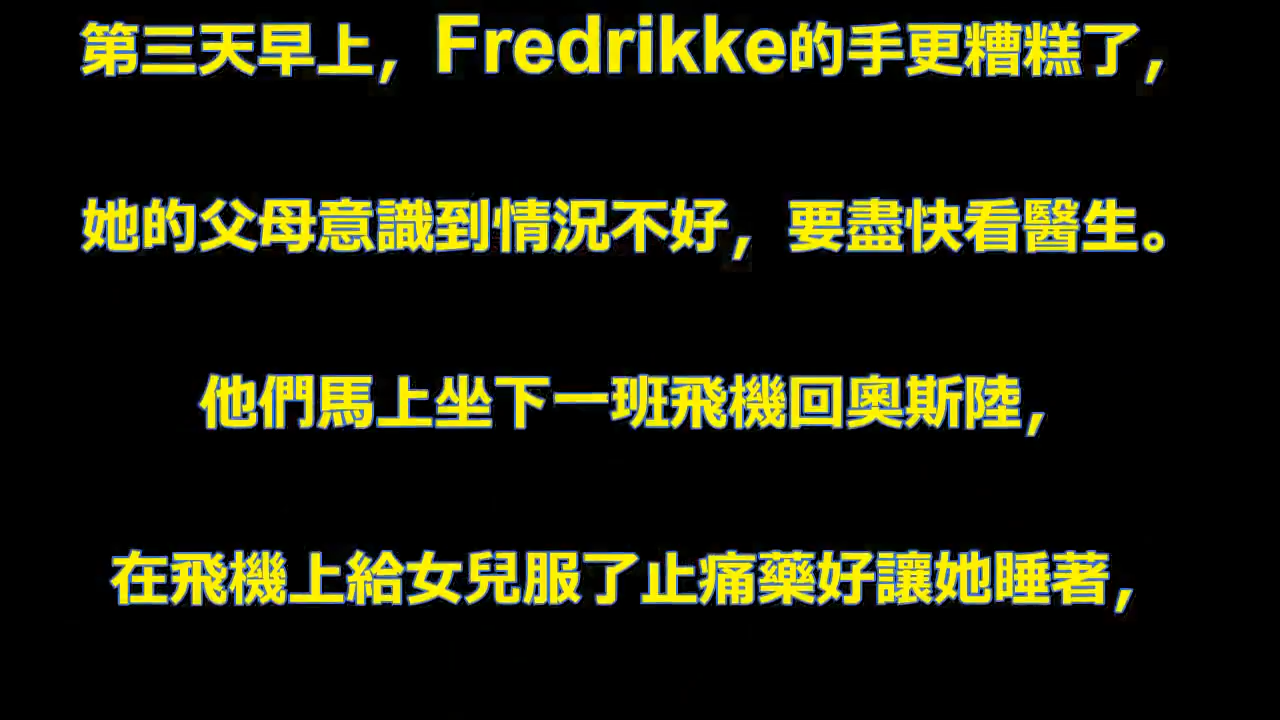 第三天早上，Fredrikke的手更糟糕了，
她的父母意識到情況不好，要盡快看醫生。
他們馬上坐下一班飛機回奧斯陸，
在飛機上給女兒服了止痛藥好讓她睡著，